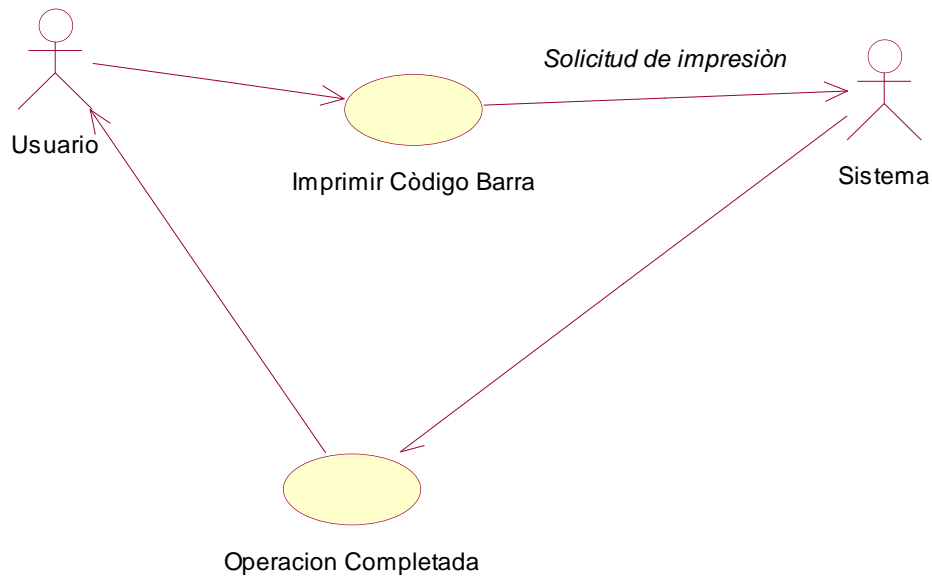 Solicitud de impresiòn
Usuario
Imprimir Còdigo Barra
Sistema
Operacion Completada